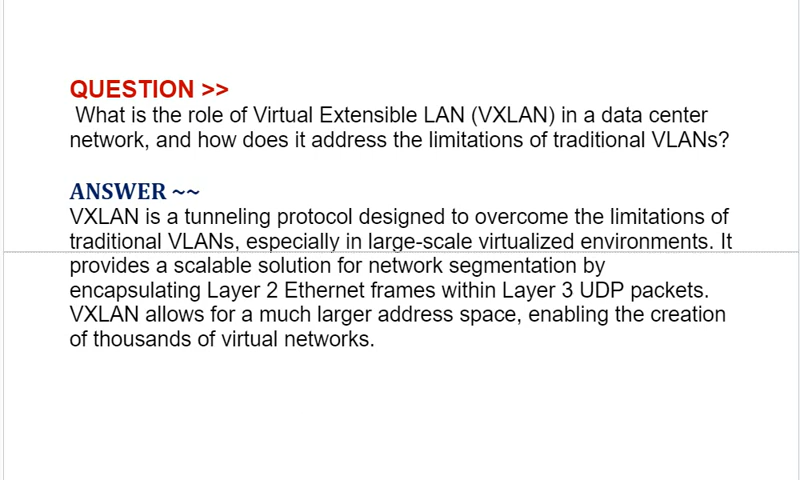 QUESTION >>
What is the role of Virtual Extensible LAN (VXLAN) in a data center
network, and how does it address the limitations of traditional VLANs?
ANSWER ~~
VXLAN is a tunneling protocol designed to overcome the limitations of
traditional VLANs, especially in large-scale virtualized environments. It
provides a scalable solution for network segmentation by
encapsulating Layer 2 Ethernet frames within Layer 3 UDP packets.
VXLAN allows for a much larger address space, enabling the creation
of thousands of virtual networks.